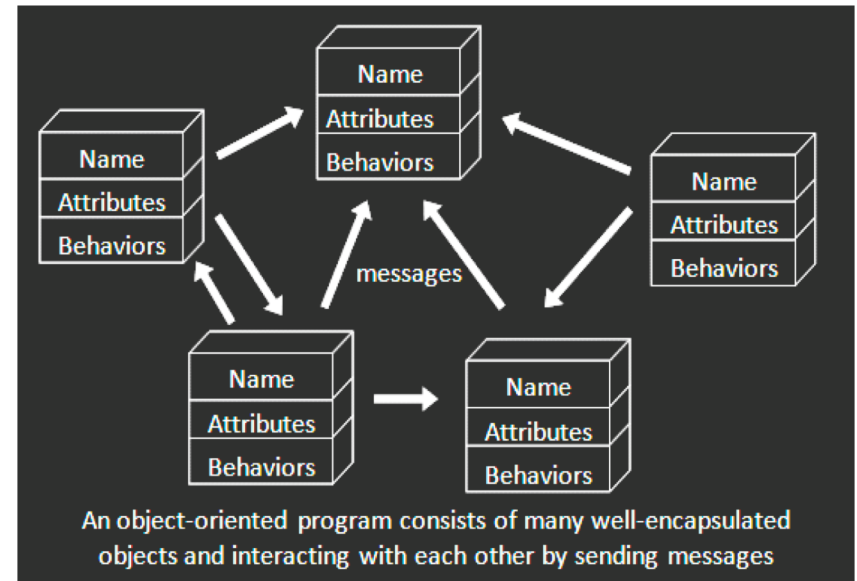 Name
Attributes
Behaviors
Name
Attributes
Behaviors
Name
Attributes
Behaviors
messages
Name
Attributes
Behaviors
Name
Attributes
Behaviors
An object-oriented program consists of many well-encapsulated
objects and interacting with each other by sending messages